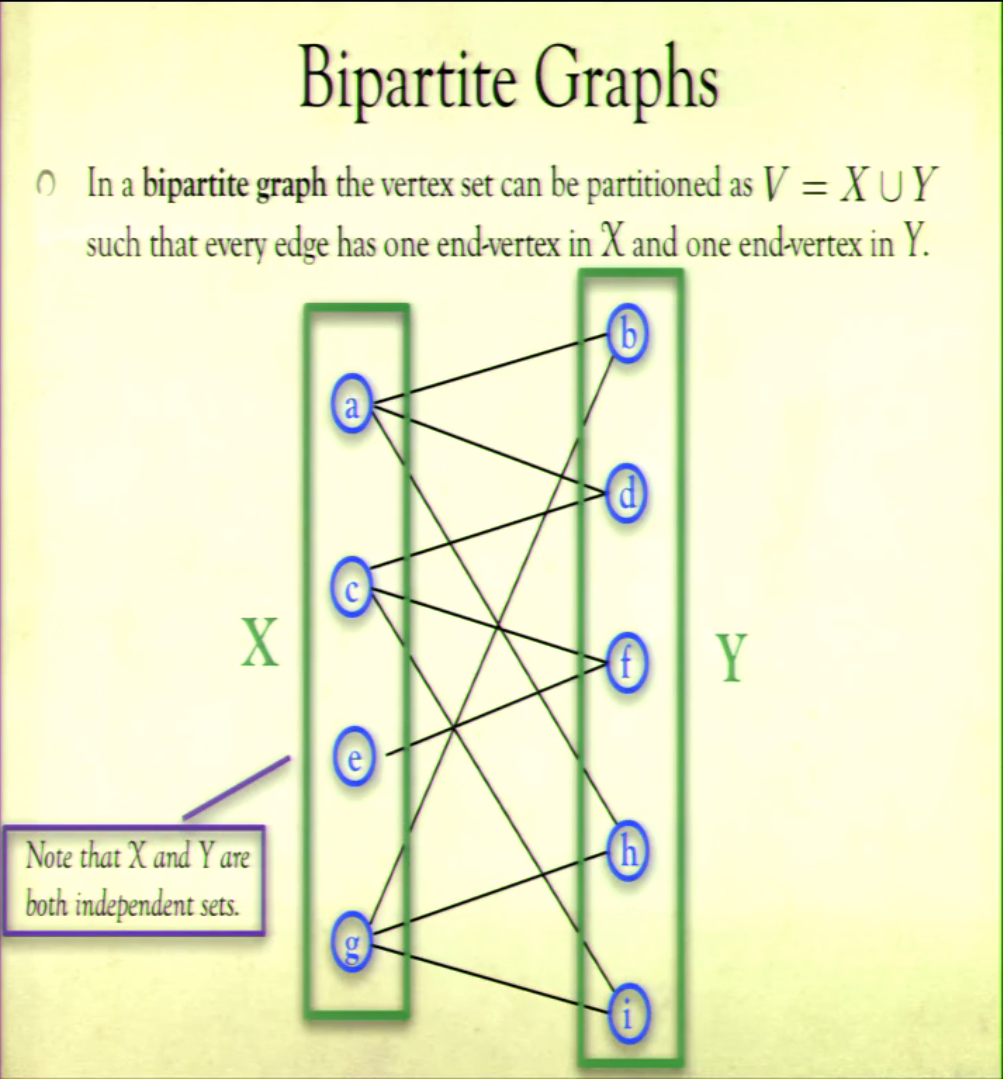 Bipartite Graphs
In a bipartite graph the vertex set can be partitioned as V = X ∪ Y
such that every edge has one end-vertex in X and one end-vertex in Y.
b
a
d
c
X
f
Y
e
Note that X and Y are
both independent sets.
h
g
i